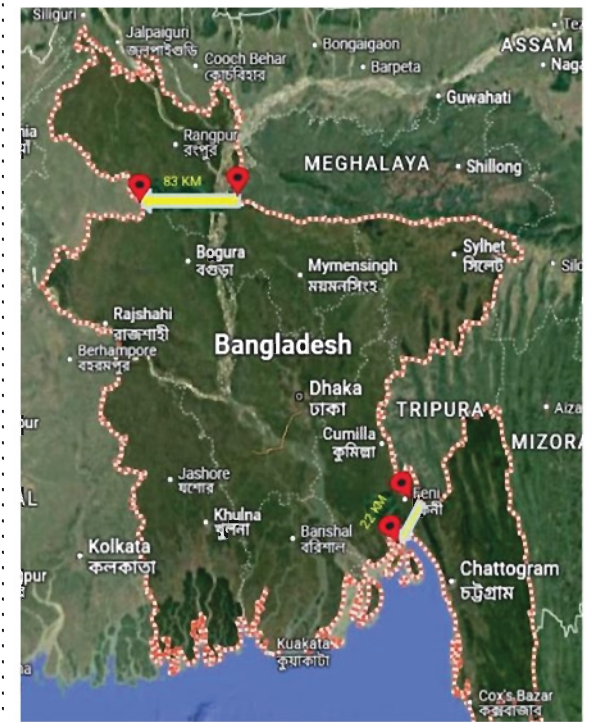 Siliguri
Jalpaiguri
জলপাইগুড়ি
Cooch Behar
কোচবিহার
Bongaigaon
Barpeta
ASSAM
Guwahati
Rangpur
রংপুর
MEGHALAYA
Shillong
83 KM
Bogura
বগুড়া
Mymensingh
ময়মনসিংহ
Sylhet
সিলেট
Rajshahi
রাজশাহী
Berhampore
বহরমপুর
Bangladesh
Dhaka
ঢাকা
TRIPURA
Cumilla
কুমিল্লা
Jashore
যশোর
Khulna
খুলনা
Barishal
বরিশাল
22 KM
Feni
Kolkata
কলকাতা
Chattogram
চট্টগ্রাম
Kuakata
কুয়াকাটা
Cox's Bazar
কক্সবাজার